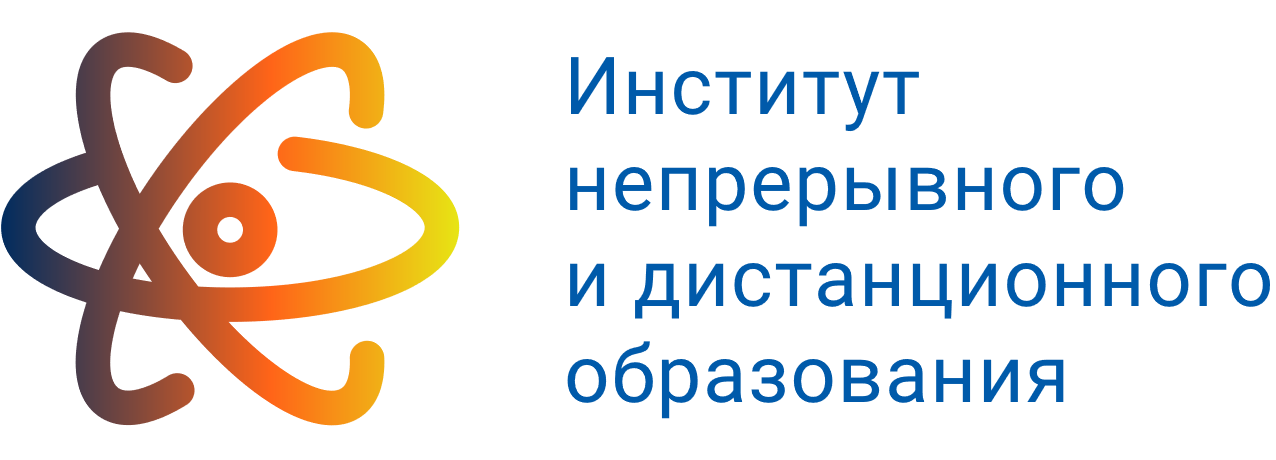 Институт
непрерывного
и дистанционного
образования